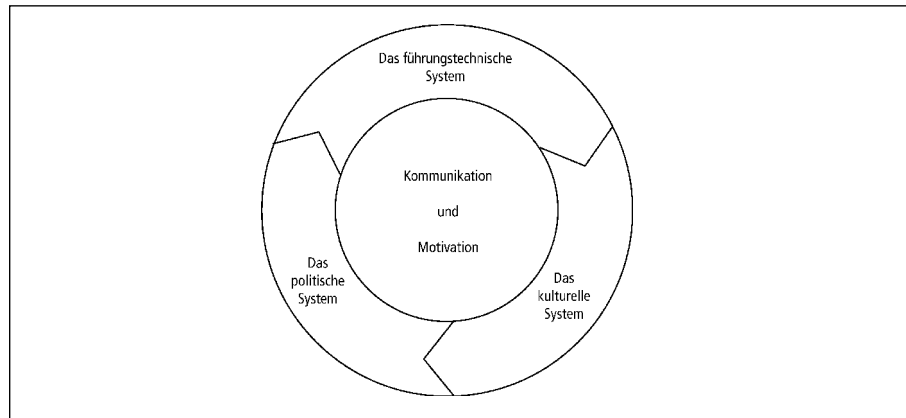 Das führungstechnische
System
Kommunikation
und
Motivation
Das
politische
System
Das
kulturelle
System